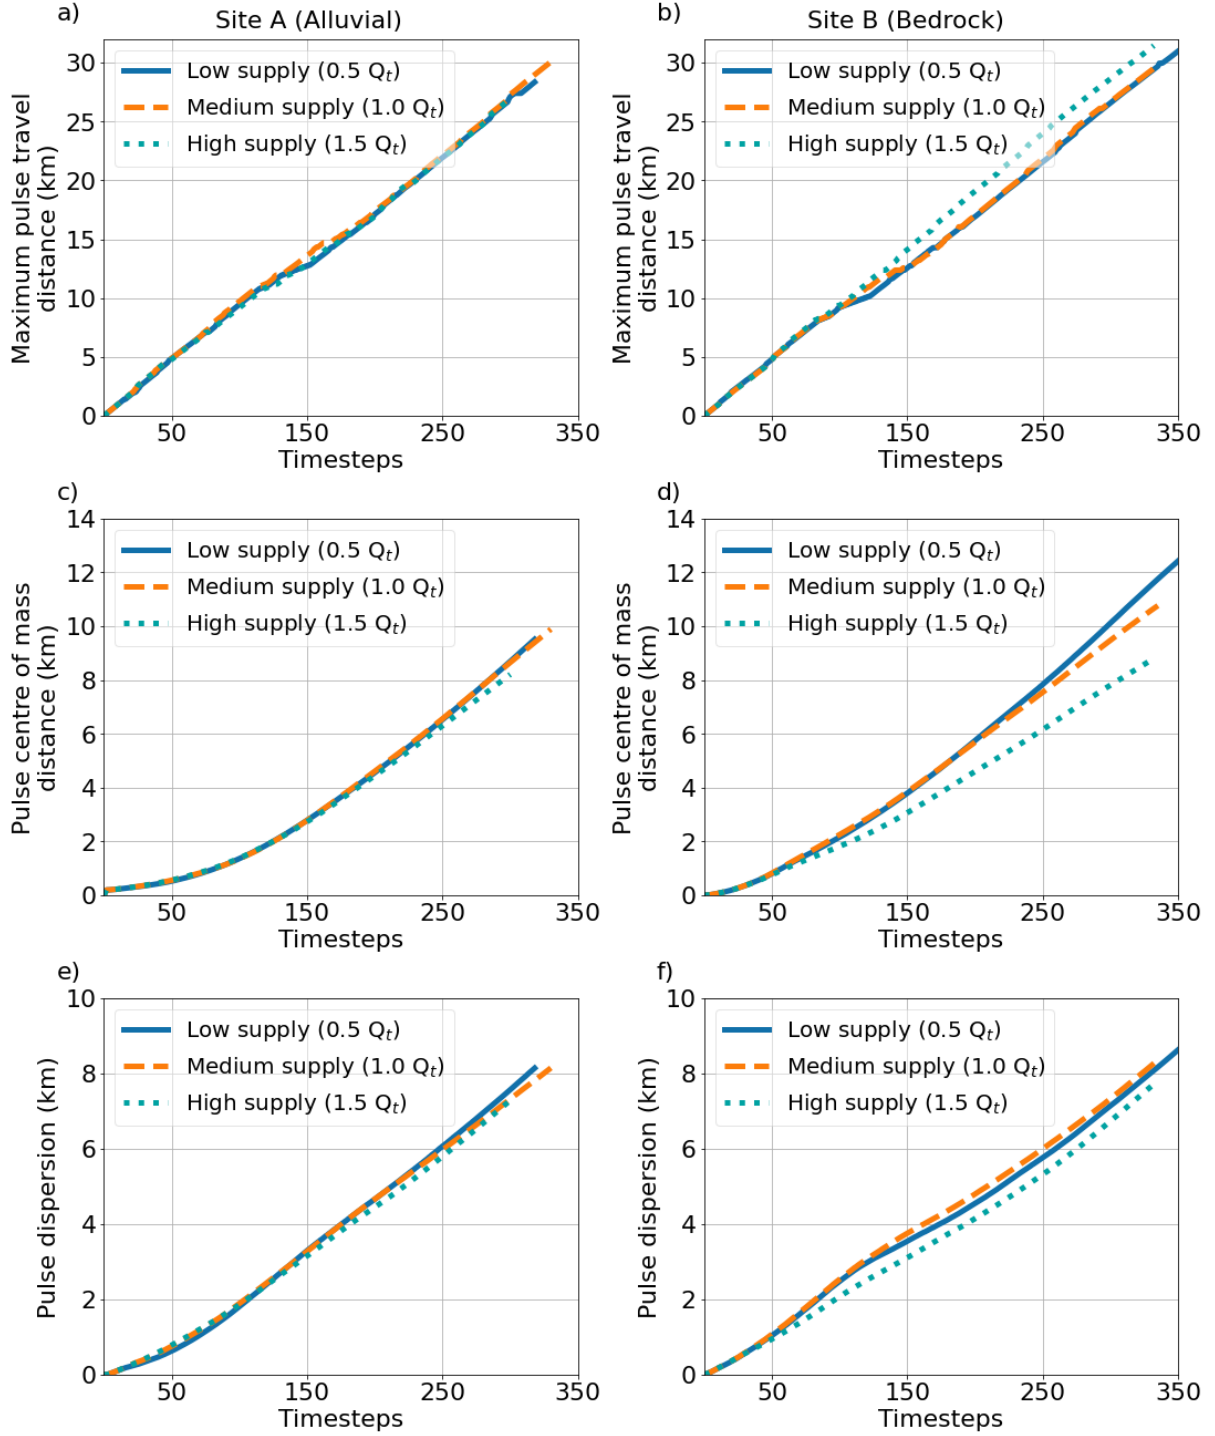 a)
Site A (Alluvial)
Maximum pulse travel
distance (km)
30
25
20
15
10
5
0
Low supply (0.5 Qt)
Medium supply (1.0 Qt)
High supply (1.5 Qt)
50
150
250
350
Timesteps
b)
Site B (Bedrock)
Maximum pulse travel
distance (km)
30
25
20
15
10
5
0
Low supply (0.5 Qt)
Medium supply (1.0 Qt)
High supply (1.5 Qt)
50
150
250
350
Timesteps
c)
Pulse centre of mass
distance (km)
14
12
10
8
6
4
2
0
Low supply (0.5 Qt)
Medium supply (1.0 Qt)
High supply (1.5 Qt)
50
150
250
350
Timesteps
d)
Pulse centre of mass
distance (km)
14
12
10
8
6
4
2
0
Low supply (0.5 Qt)
Medium supply (1.0 Qt)
High supply (1.5 Qt)
50
150
250
350
Timesteps
e)
Pulse dispersion (km)
10
8
6
4
2
0
Low supply (0.5 Qt)
Medium supply (1.0 Qt)
High supply (1.5 Qt)
50
150
250
350
Timesteps
f)
Pulse dispersion (km)
10
8
6
4
2
0
Low supply (0.5 Qt)
Medium supply (1.0 Qt)
High supply (1.5 Qt)
50
150
250
350
Timesteps